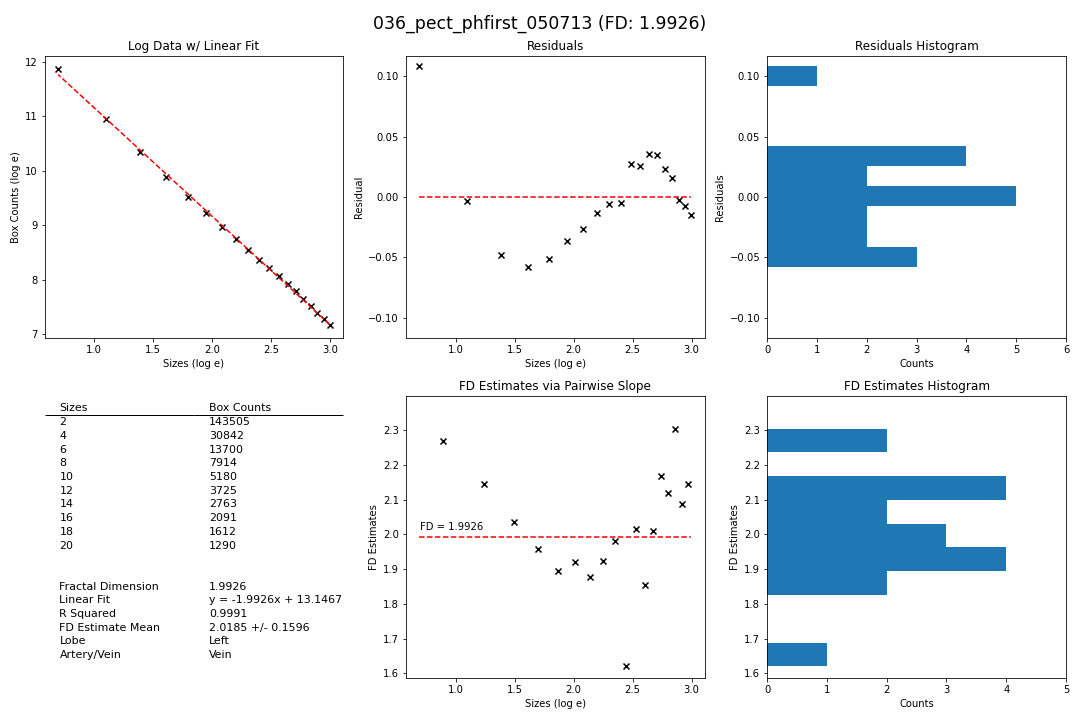 036_pect_phfirst_050713 (FD: 1.9926)
Log Data w/ Linear Fit
12
11
10
9
8
7
Box Counts (log e)
1.0 1.5 2.0 2.5 3.0
Sizes (log e)
Residuals
0.10
0.05
0.00
−0.05
−0.10
Residual
1.0 1.5 2.0 2.5 3.0
Sizes (log e)
Residuals Histogram
0.10
0.05
0.00
−0.05
−0.10
Residuals
0 1 2 3 4 5 6
Counts
Sizes Box Counts
2 143505
4 30842
6 13700
8 7914
10 5180
12 3725
14 2763
16 2091
18 1612
20 1290
Fractal Dimension 1.9926
Linear Fit y = -1.9926x + 13.1467
R Squared 0.9991
FD Estimate Mean 2.0185 +/- 0.1596
Lobe Left
Artery/Vein Vein
FD Estimates via Pairwise Slope
2.3
2.2
2.1
2.0
1.9
1.8
1.7
1.6
FD Estimates
FD = 1.9926
1.0 1.5 2.0 2.5 3.0
Sizes (log e)
FD Estimates Histogram
2.3
2.2
2.1
2.0
1.9
1.8
1.7
1.6
FD Estimates
0 1 2 3 4 5
Counts